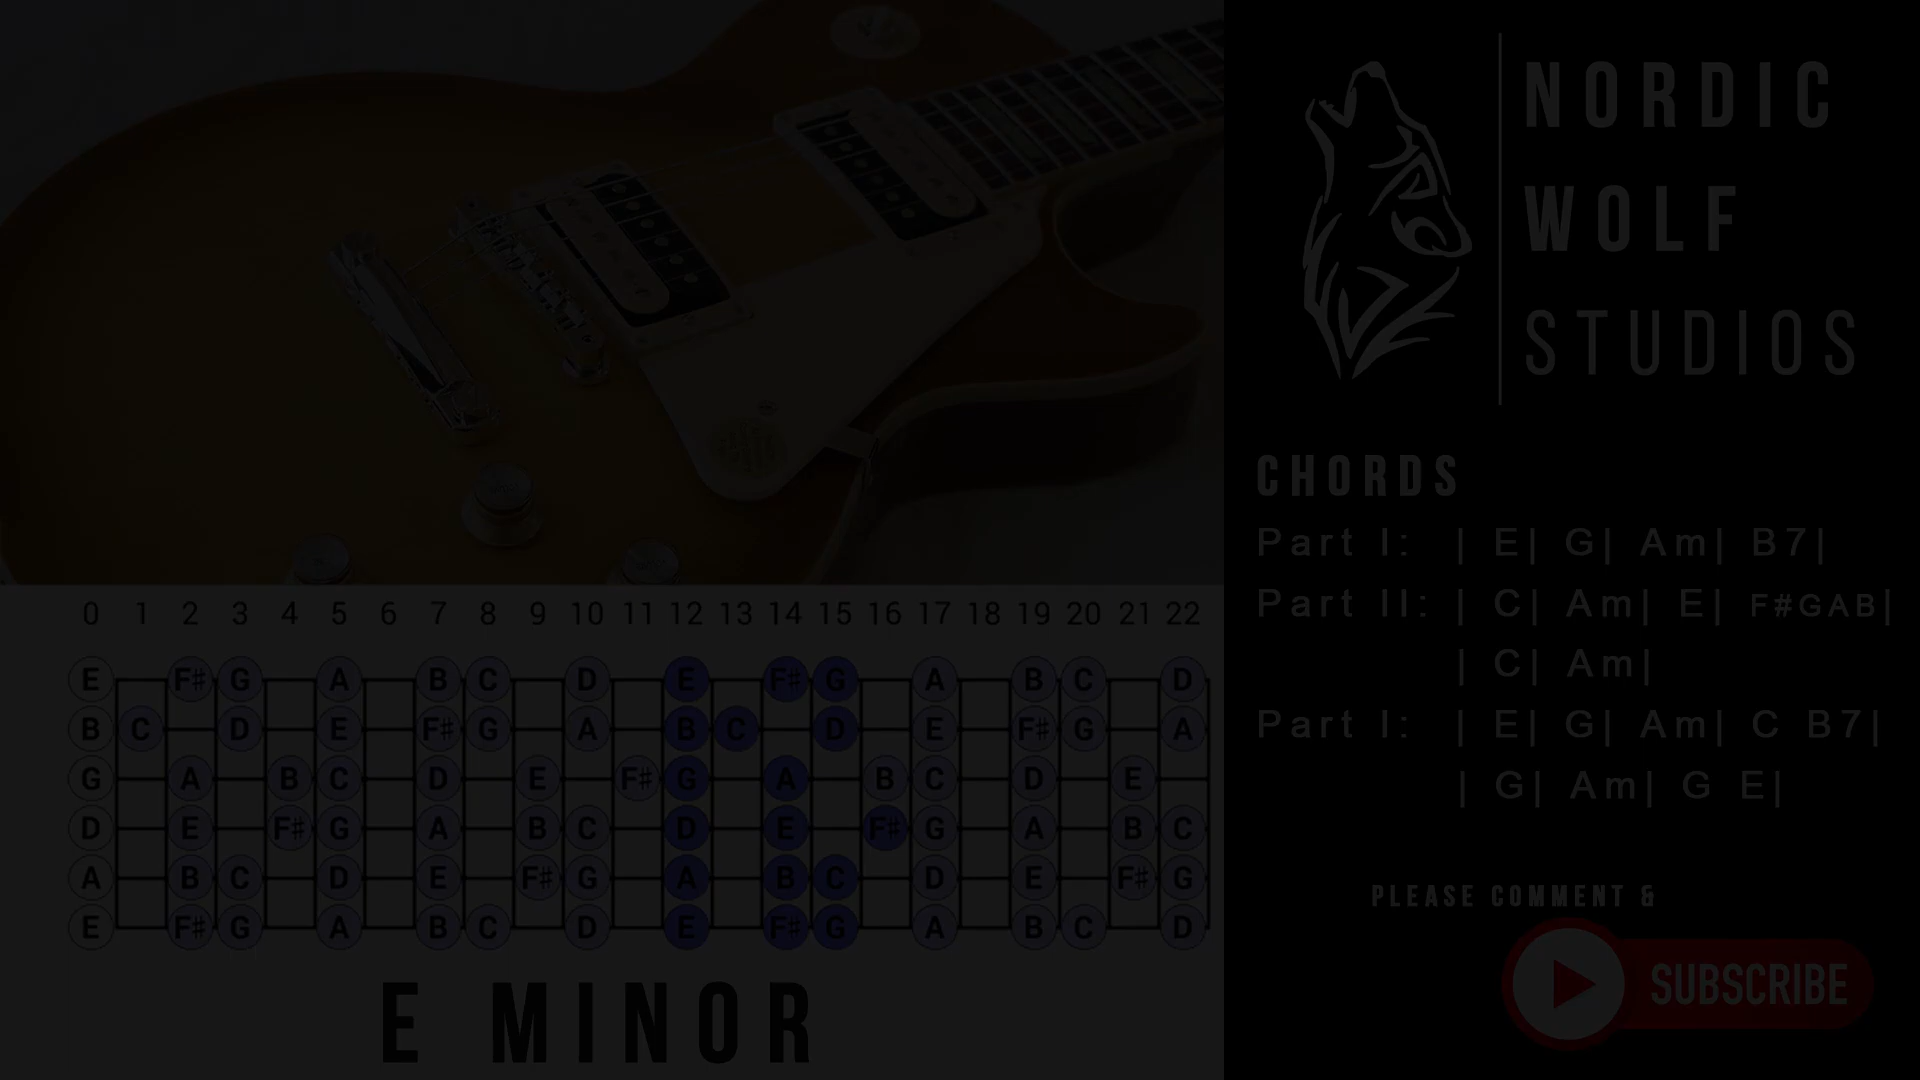 NORDIC
WOLF
STUDIOS
CHORDS
Part I: | E| G| Am| B7|
Part II: | C| Am| E| F#GAB|
| C| Am|
Part I: | E| G| Am| C B7|
| G| Am| G E|
PLEASE COMMENT &
SUBSCRIBE
0 1 2 3 4 5 6 7 8 9 10 11 12 13 14 15 16 17 18 19 20 21 22
E F# G A B C D E F# G A B C D
B C D E F# G A B C D E F# G A
G A B C D E F# G A B C D E
D E F# G A B C D E F# G A B C
A B C D E F# G A B C D E F# G
E F# G A B C D E F# G A B C D
E MINOR